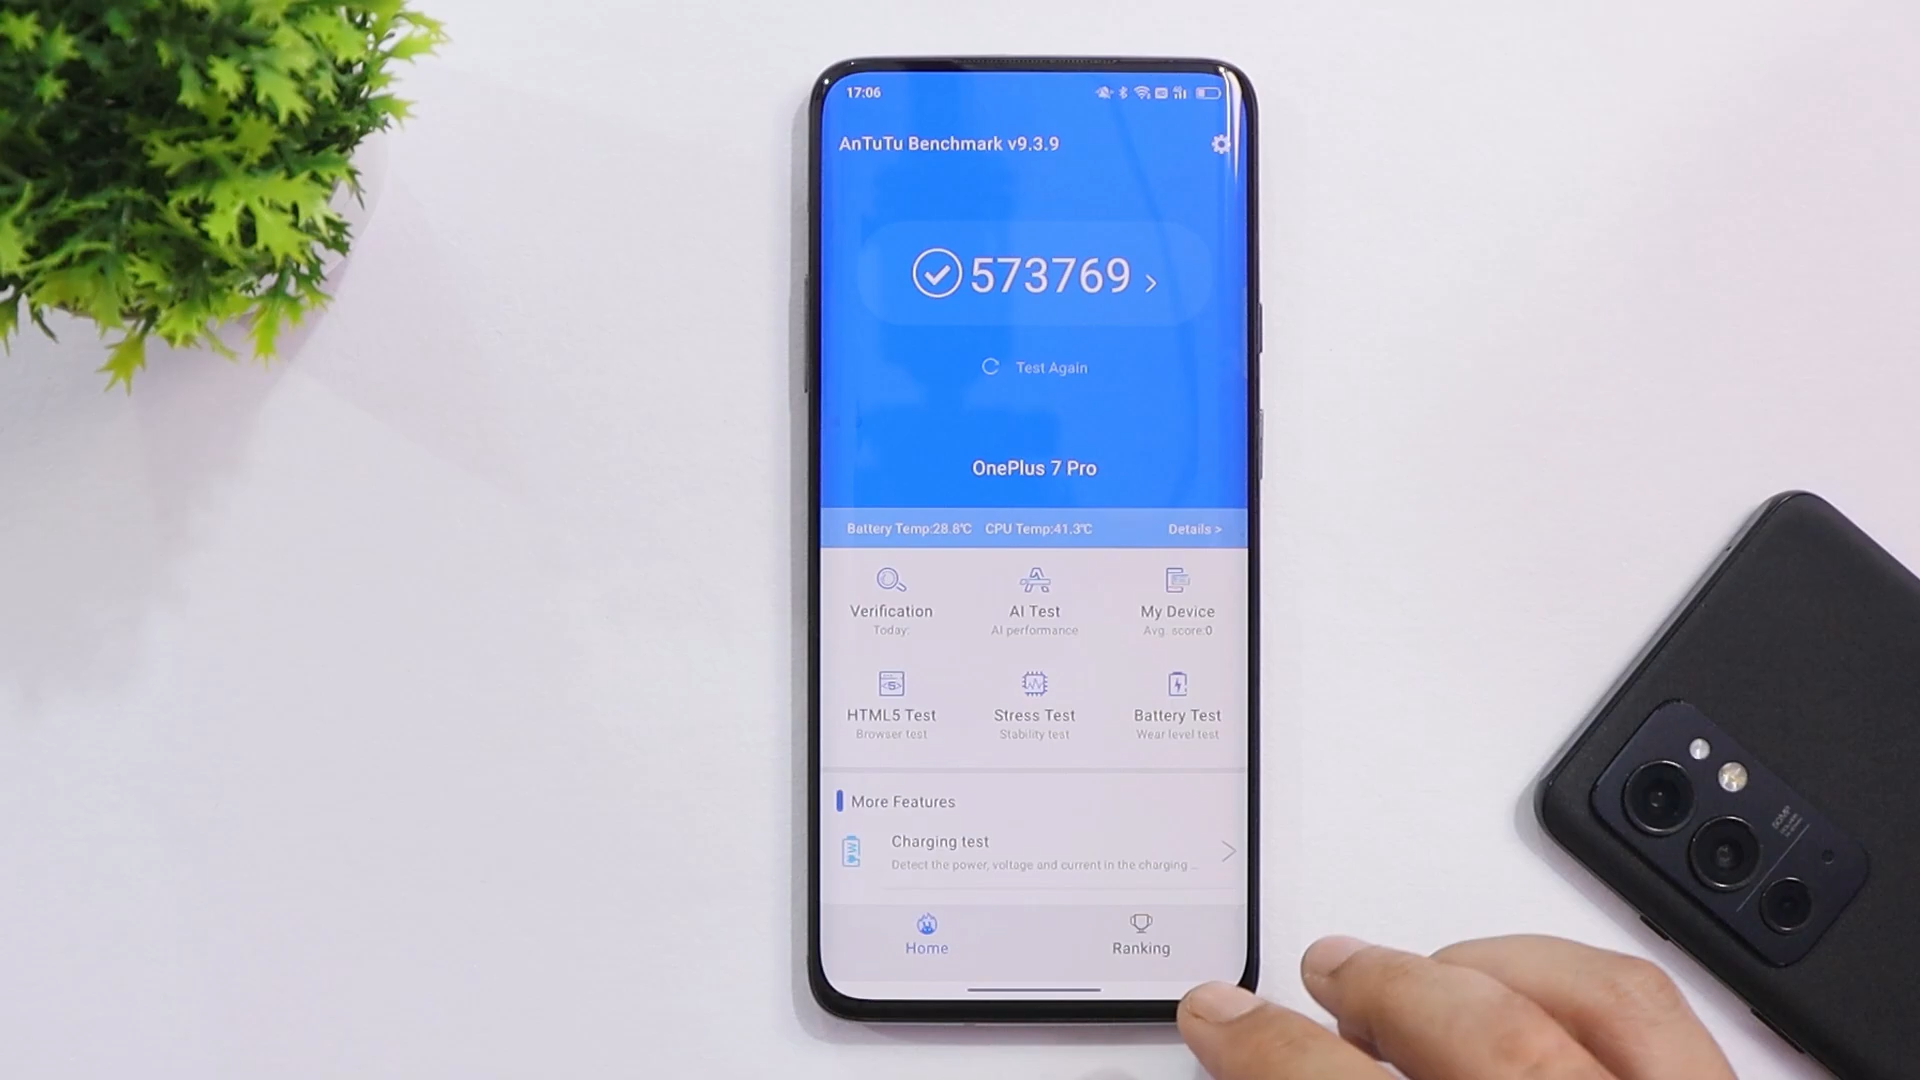 17:06
AnTuTu Benchmark v9.3.9
573769 >
Test Again
OnePlus 7 Pro
Battery Temp:28.8℃ CPU Temp:41.3℃ Details >
Verification AI Test My Device
Today: AI performance Avg. score:0
HTML5 Test Stress Test Battery Test
Browser test Stability test Wear level test
More Features
Charging test
Detect the power, voltage and current in the charging ...
Home Ranking
50MP